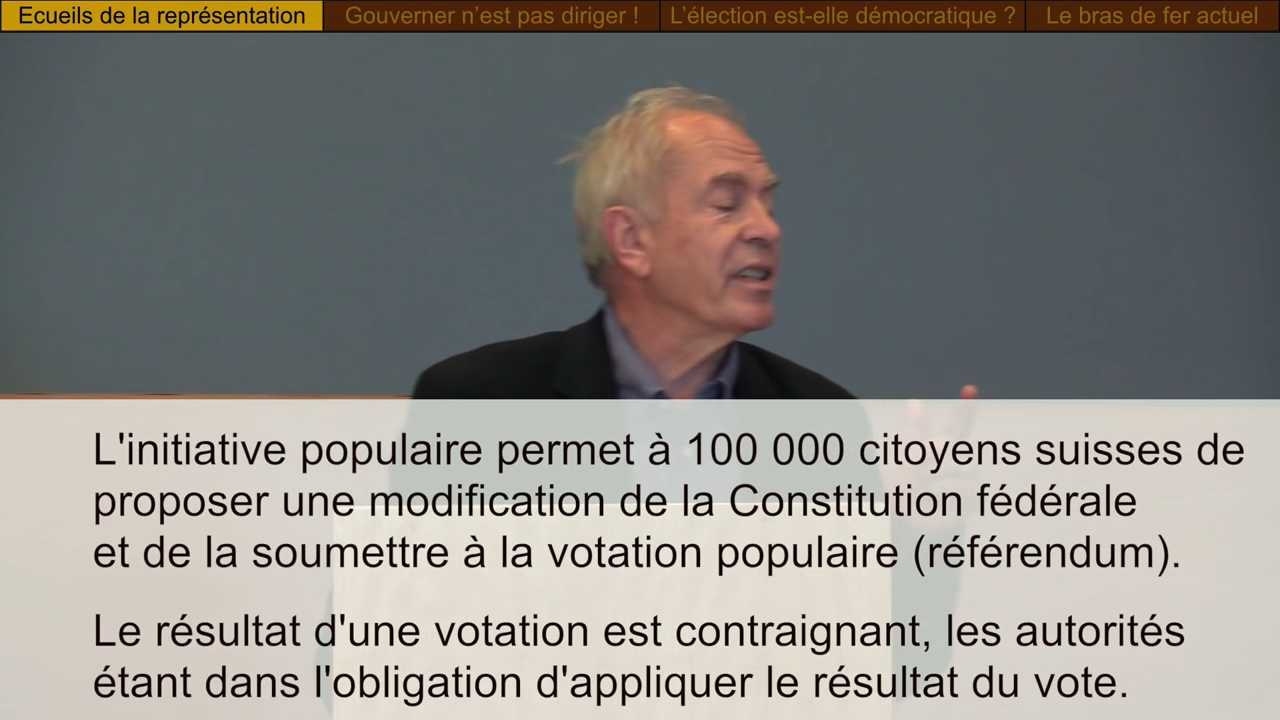 Ecueils de la représentation
Gouverner n'est pas diriger !
L'élection est-elle démocratique ?
Le bras de fer actuel
L'initiative populaire permet à 100 000 citoyens suisses de
proposer une modification de la Constitution fédérale
et de la soumettre à la votation populaire (référendum).
Le résultat d'une votation est contraignant, les autorités
étant dans l'obligation d'appliquer le résultat du vote.